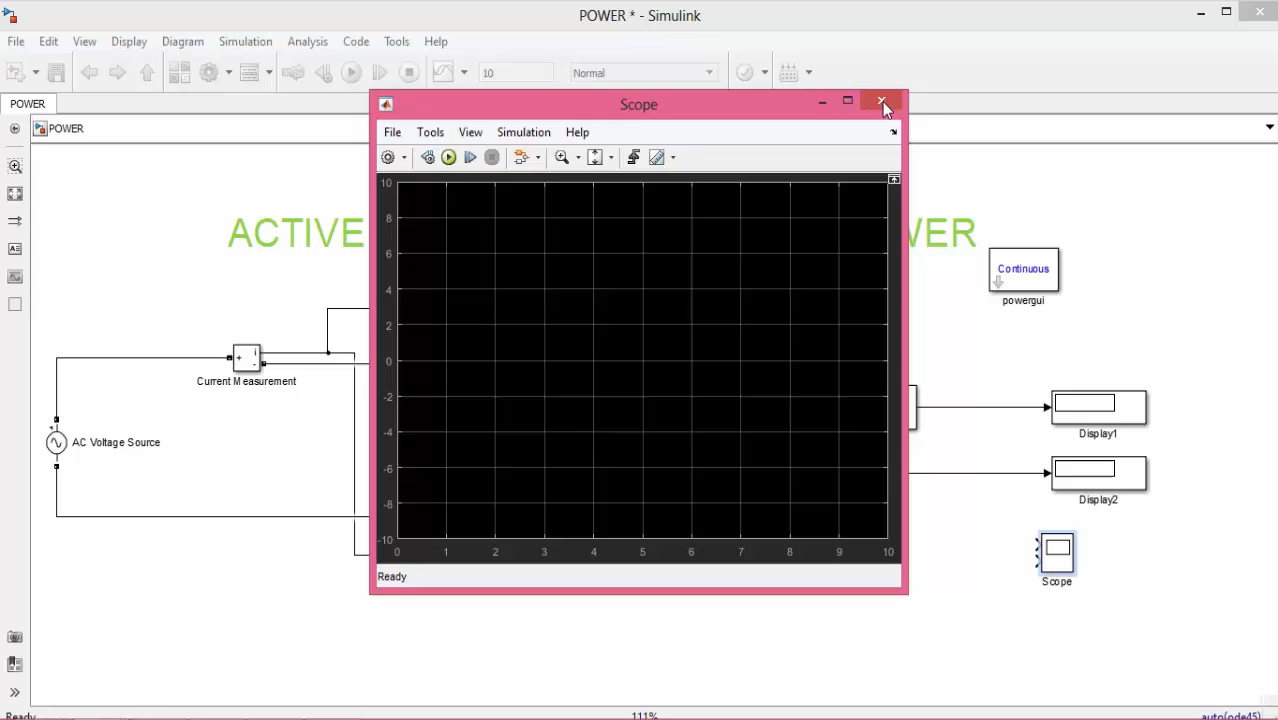 POWER * - Simulink
File Edit View Display Diagram Simulation Analysis Code Tools Help
10 Normal
POWER
POWER
Scope
File Tools View Simulation Help
ACTIVE
WER
Continuous
powergui
Current Measurement
AC Voltage Source
Display1
Display2
Scope
10
8
6
4
2
0
-2
-4
-6
-8
-10
0 1 2 3 4 5 6 7 8 9 10
Ready
Ready 111% auto(ode45)